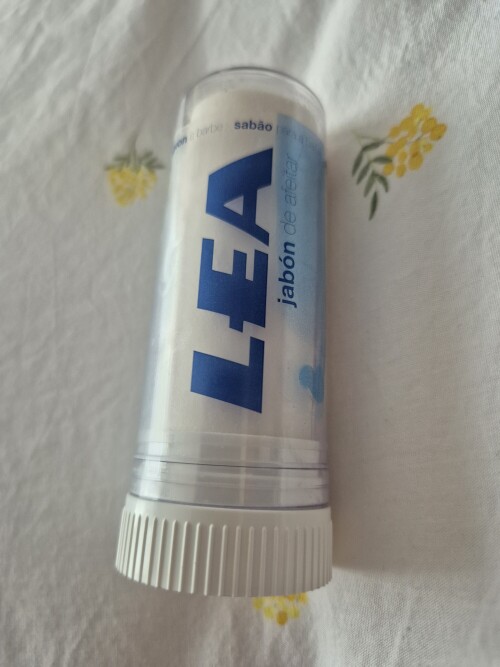 à barbe sabão
LEA
jabón de afeitar